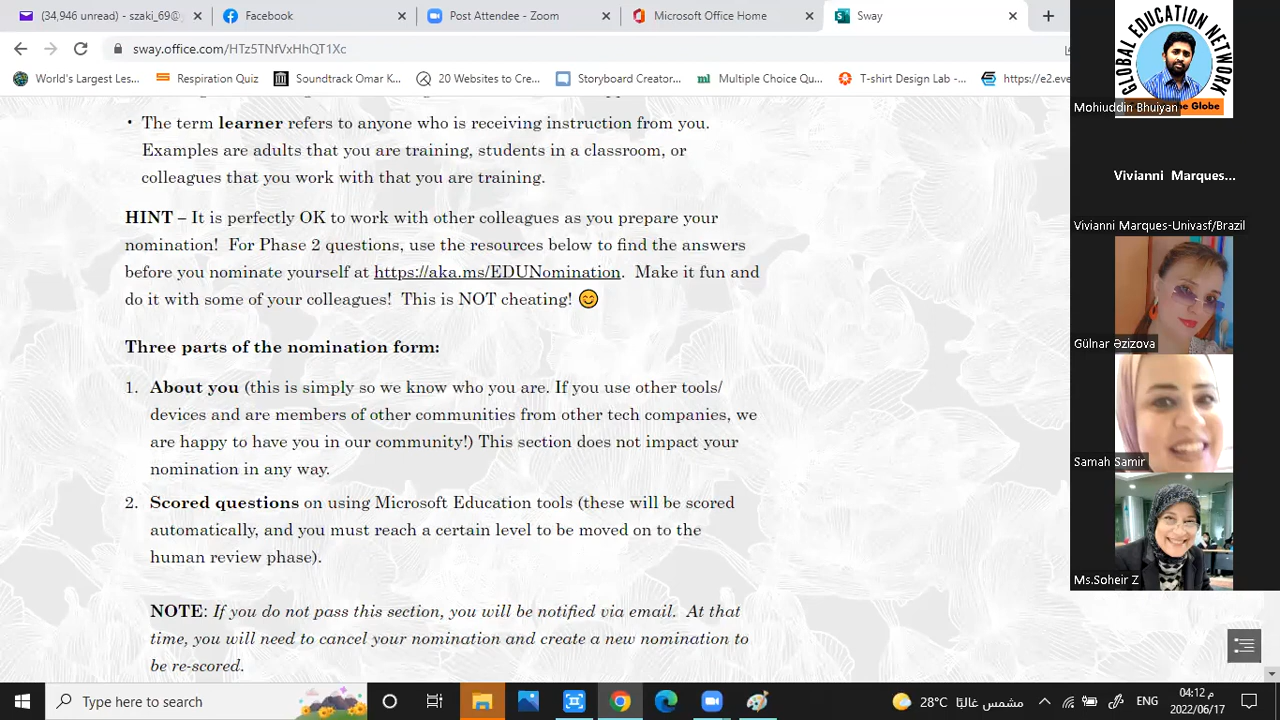 (34,946 unread) - sziki_69@
Facebook
Post Attendee - Zoom
Microsoft Office Home
Sway
sway.office.com/HTz5TNfVxHhQT1Xc
World's Largest Les...
Respiration Quiz
Soundtrack Omar K...
20 Websites to Cre...
Storyboard Creator...
Multiple Choice Qu...
T-shirt Design Lab -...
https://e2.eve
• The term learner refers to anyone who is receiving instruction from you.
Examples are adults that you are training, students in a classroom, or
colleagues that you work with that you are training.
HINT – It is perfectly OK to work with other colleagues as you prepare your
nomination! For Phase 2 questions, use the resources below to find the answers
before you nominate yourself at https://aka.ms/EDUNomination. Make it fun and
do it with some of your colleagues! This is NOT cheating! 😊
Three parts of the nomination form:
1. About you (this is simply so we know who you are. If you use other tools/
devices and are members of other communities from other tech companies, we
are happy to have you in our community!) This section does not impact your
nomination in any way.
2. Scored questions on using Microsoft Education tools (these will be scored
automatically, and you must reach a certain level to be moved on to the
human review phase).
NOTE: If you do not pass this section, you will be notified via email. At that
time, you will need to cancel your nomination and create a new nomination to
be re-scored.
GLOBAL EDUCATION NETWORK
Globe
Mohiuddin Bhuiyan
Vivianni Marques...
Vivianni Marques-Univasf/Brazil
Gülnar Əzizova
Samah Samir
Ms.Soheir Z
Type here to search
28°C مشمس غالبًا
ENG
04:12 م
2022/06/17